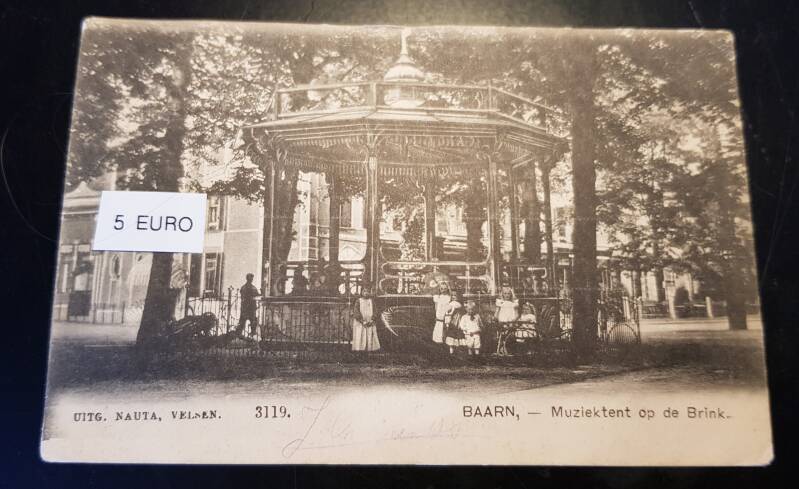 5 EURO
UITG. NAUTA, VELSEN. 3119. BAARN, — Muziektent op de Brink.